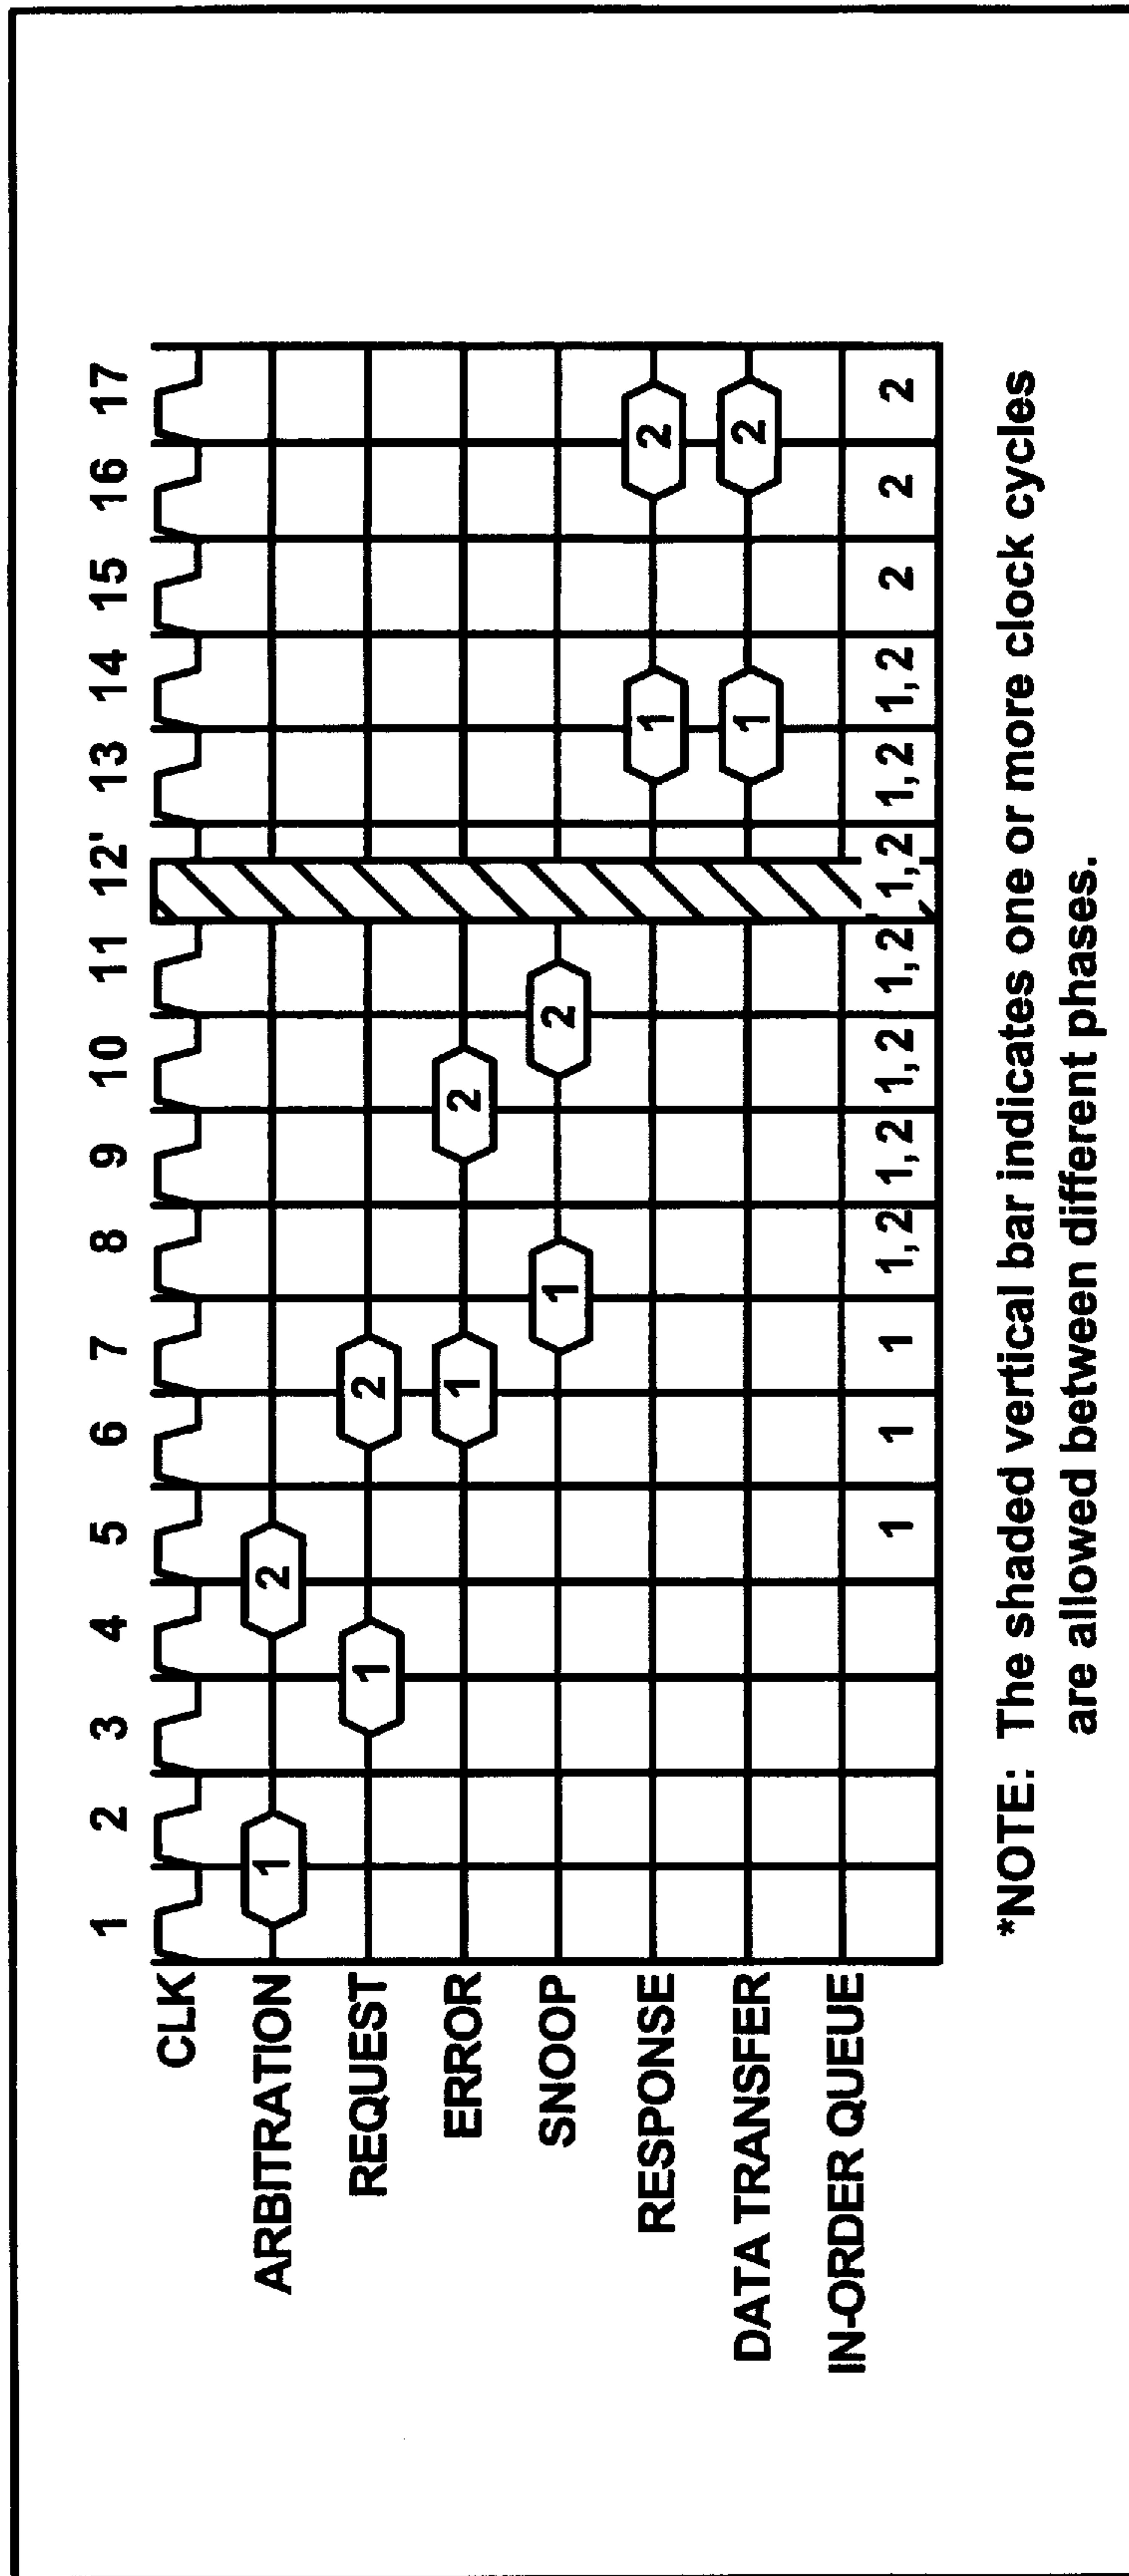 1 2 3 4 5 6 7 8 9 10 11 12' 13 14 15 16 17
CLK
ARBITRATION 1 2
REQUEST 1 2
ERROR 1 2
SNOOP 1 2
RESPONSE 1 2
DATA TRANSFER 1 2
IN-ORDER QUEUE 1 1 1 1, 2 1, 2 1, 2 1, 2 1, 2 1, 2 1, 2 2 2 2
*NOTE: The shaded vertical bar indicates one or more clock cycles
are allowed between different phases.